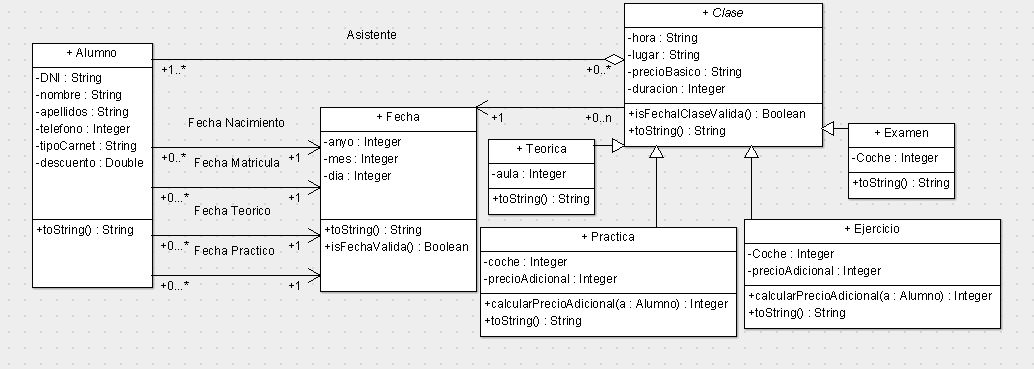 + Alumno
-DNI : String
-nombre : String
-apellidos : String
-telefono : Integer
-tipoCarnet : String
-descuento : Double
+toString() : String
Asistente
+1..*
+0..*
Fecha Nacimiento
+0...*
+1
Fecha Matricula
+0...*
+1
Fecha Teorico
+0...*
+1
Fecha Practico
+0...*
+1
+ Fecha
-anyo : Integer
-mes : Integer
-dia : Integer
+toString() : String
+isFechaValida() : Boolean
+1
+0..n
+ Clase
-hora : String
-lugar : String
-precioBasico : String
-duracion : Integer
+isFechalClaseValida() : Boolean
+toString() : String
+ Teorica
-aula : Integer
+toString() : String
+ Examen
-Coche : Integer
+toString() : String
+ Practica
-coche : Integer
-precioAdicional : Integer
+calcularPrecioAdicional(a : Alumno) : Integer
+toString() : String
+ Ejercicio
-Coche : Integer
-precioAdicional : Integer
+calcularPrecioAdicional(a : Alumno) : Integer
+toString() : String